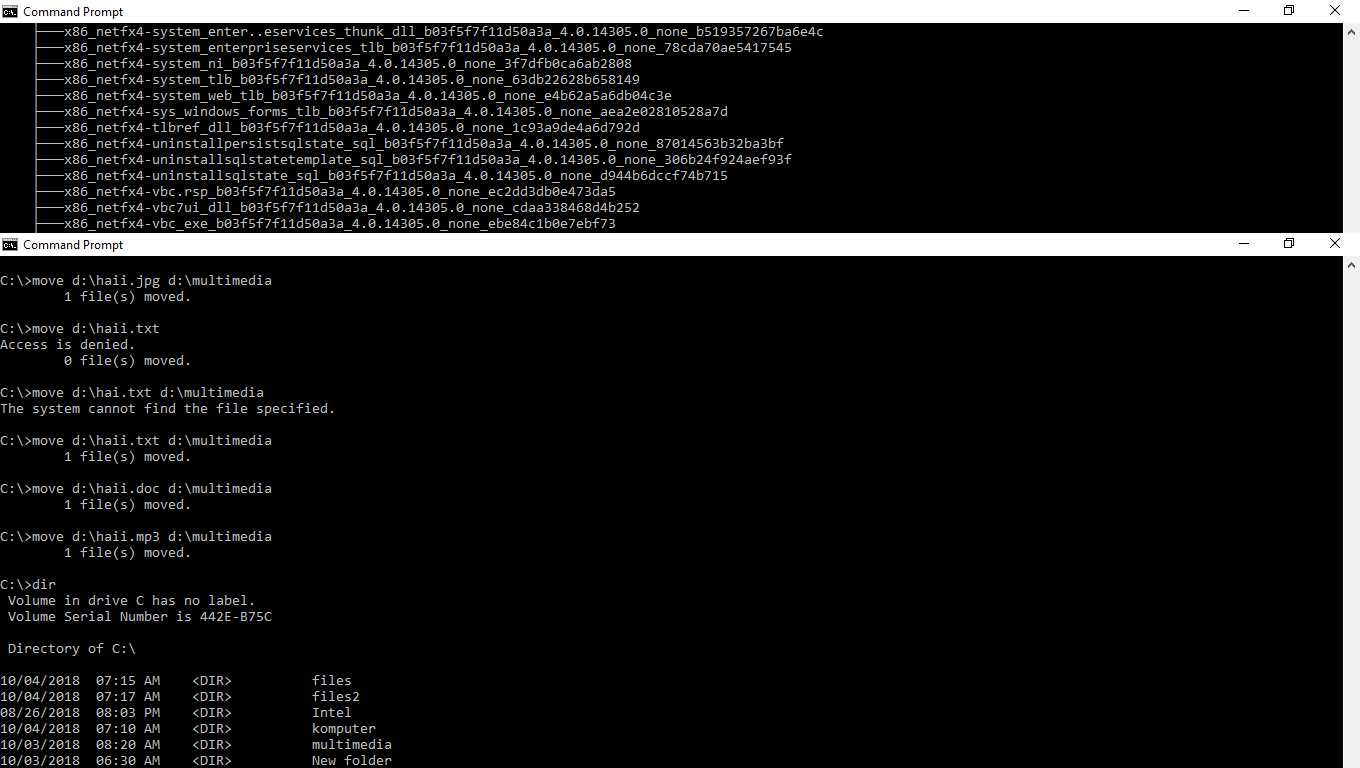 Command Prompt
├───x86_netfx4-system_enter..eservices_thunk_dll_b03f5f7f11d50a3a_4.0.14305.0_none_b519357267ba6e4c
├───x86_netfx4-system_enterpriseservices_tlb_b03f5f7f11d50a3a_4.0.14305.0_none_78cda70ae5417545
├───x86_netfx4-system_ni_b03f5f7f11d50a3a_4.0.14305.0_none_3f7dfb0ca6ab2808
├───x86_netfx4-system_tlb_b03f5f7f11d50a3a_4.0.14305.0_none_63db22628b658149
├───x86_netfx4-system_web_tlb_b03f5f7f11d50a3a_4.0.14305.0_none_e4b62a5a6db04c3e
├───x86_netfx4-sys_windows_forms_tlb_b03f5f7f11d50a3a_4.0.14305.0_none_aea2e02810528a7d
├───x86_netfx4-tlbref_dll_b03f5f7f11d50a3a_4.0.14305.0_none_1c93a9de4a6d792d
├───x86_netfx4-uninstallpersistsqlstate_sql_b03f5f7f11d50a3a_4.0.14305.0_none_87014563b32ba3bf
├───x86_netfx4-uninstallsqlstatetemplate_sql_b03f5f7f11d50a3a_4.0.14305.0_none_306b24f924aef93f
├───x86_netfx4-uninstallsqlstate_sql_b03f5f7f11d50a3a_4.0.14305.0_none_d944b6dccf74b715
├───x86_netfx4-vbc.rsp_b03f5f7f11d50a3a_4.0.14305.0_none_ec2dd3db0e473da5
├───x86_netfx4-vbc7ui_dll_b03f5f7f11d50a3a_4.0.14305.0_none_cdaa338468d4b252
├───x86_netfx4-vbc_exe_b03f5f7f11d50a3a_4.0.14305.0_none_ebe84c1b0e7ebf73
Command Prompt
C:\>move d:\haii.jpg d:\multimedia
1 file(s) moved.
C:\>move d:\haii.txt
Access is denied.
0 file(s) moved.
C:\>move d:\hai.txt d:\multimedia
The system cannot find the file specified.
C:\>move d:\haii.txt d:\multimedia
1 file(s) moved.
C:\>move d:\haii.doc d:\multimedia
1 file(s) moved.
C:\>move d:\haii.mp3 d:\multimedia
1 file(s) moved.
C:\>dir
Volume in drive C has no label.
Volume Serial Number is 442E-B75C
Directory of C:\
10/04/2018  07:15 AM    <DIR>          files
10/04/2018  07:17 AM    <DIR>          files2
08/26/2018  08:03 PM    <DIR>          Intel
10/04/2018  07:10 AM    <DIR>          komputer
10/03/2018  08:20 AM    <DIR>          multimedia
10/03/2018  06:30 AM    <DIR>          New folder